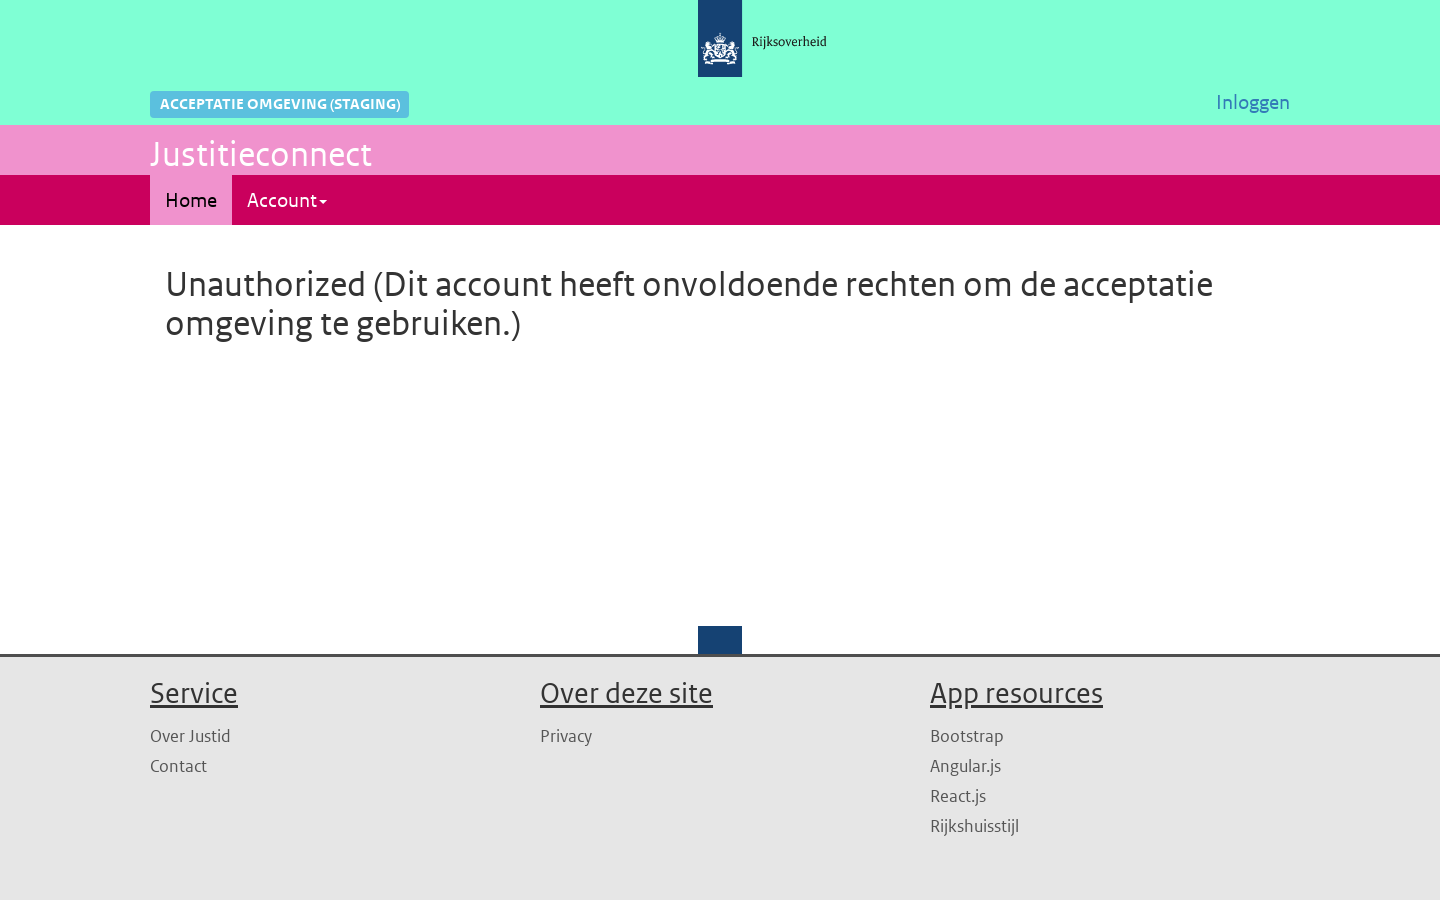 Rijksoverheid
ACCEPTATIE OMGEVING (STAGING)
Inloggen
Justitieconnect
Home
Account
Unauthorized (Dit account heeft onvoldoende rechten om de acceptatie
omgeving te gebruiken.)
Service
Over Justid
Contact
Over deze site
Privacy
App resources
Bootstrap
Angular.js
React.js
Rijkshuisstijl